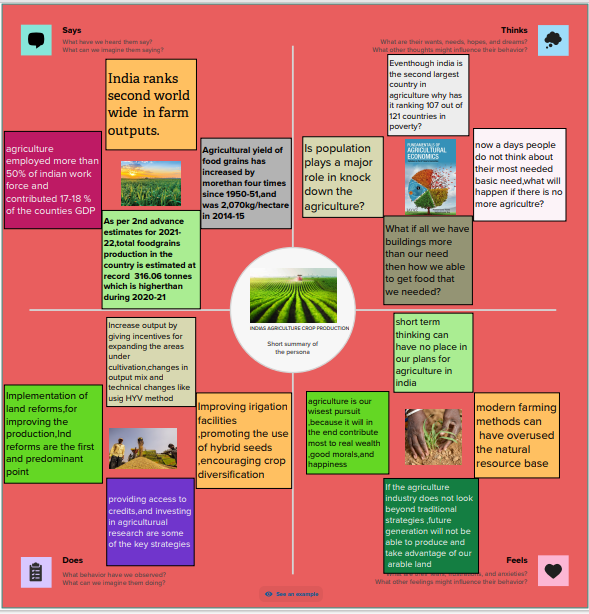 Says
What have we heard them say?
What can we imagine them saying?
Thinks
What are their wants, needs, hopes, and dreams?
What other thoughts might influence their behavior?
India ranks
second world
wide in farm
outputs.
agriculture
employed more than
50% of indian work
force and
contributed 17-18 %
of the counties GDP
Agricultural yield of
food grains has
increased by
morethan four times
since 1950-51,and
was 2,070kg/hectare
in 2014-15
As per 2nd advance
estimates for 2021-
22,total foodgrains
production in the
country is estimated at
record 316.06 tonnes
which is higherthan
during 2020-21
Eventhough india is
the second largest
country in
agriculture why has
it ranking 107 out of
121 countries in
poverty?
Is population
plays a major
role in knock
down the
agriculture?
FUNDAMENTALS OF
AGRICULTURAL
ECONOMICS
now a days people
do not think about
their most needed
basic need,what will
happen if there is no
more agricultre?
What if all we have
buildings more
than our need
then how we able
to get food that
we needed?
INDIAS AGRICULTURE CROP PRODUCTION
Short summary of
the persona
Increase output by
giving incentives for
expanding the areas
under
cultivation,changes in
output mix and
technical changes like
usig HYV method
Implementation of
land reforms,for
improving the
production,lnd
reforms are the first
and predominant
point
Improving irigation
facilities
,promoting the use
of hybrid seeds
,encouraging crop
diversification
providing access to
credits,and investing
in agriculturual
research are some
of the key strategies
short term
thinking can
have no place in
our plans for
agriculture in
india
agriculture is our
wisest pursuit
,because it will in
the end contribute
most to real wealth
,good morals,and
happiness
modern farming
methods can
have overused
the natural
resource base
If the agriculture
industry does not look
beyond traditional
strategies ,future
generation will not be
able to produce and
take advantage of our
arable land
Does
What behavior have we observed?
What can we imagine them doing?
Feels
What are their fears, frustrations, and anxieties?
What other feelings might influence their behavior?
See an example